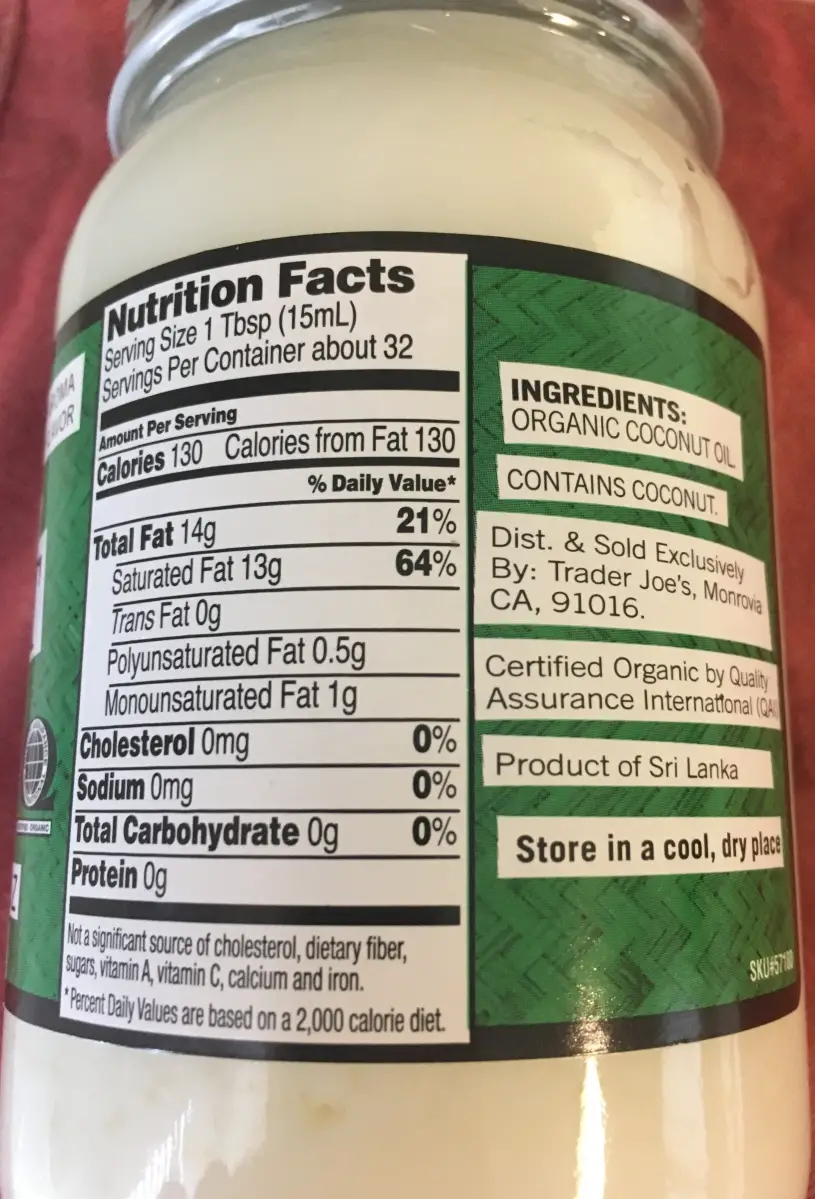 Nutrition Facts
Serving Size 1 Tbsp (15mL)
Servings Per Container about 32
Amount Per Serving
Calories 130 Calories from Fat 130
% Daily Value*
Total Fat 14g 21%
Saturated Fat 13g 64%
Trans Fat 0g
Polyunsaturated Fat 0.5g
Monounsaturated Fat 1g
Cholesterol 0mg 0%
Sodium 0mg 0%
Total Carbohydrate 0g 0%
Protein 0g
Not a significant source of cholesterol, dietary fiber,
sugars, vitamin A, vitamin C, calcium and iron.
*Percent Daily Values are based on a 2,000 calorie diet.
INGREDIENTS:
ORGANIC COCONUT OIL.
CONTAINS COCONUT.
Dist. & Sold Exclusively
By: Trader Joe's, Monrovia
CA, 91016.
Certified Organic by Quality
Assurance International (QAI
Product of Sri Lanka
Store in a cool, dry place
ORGANIC